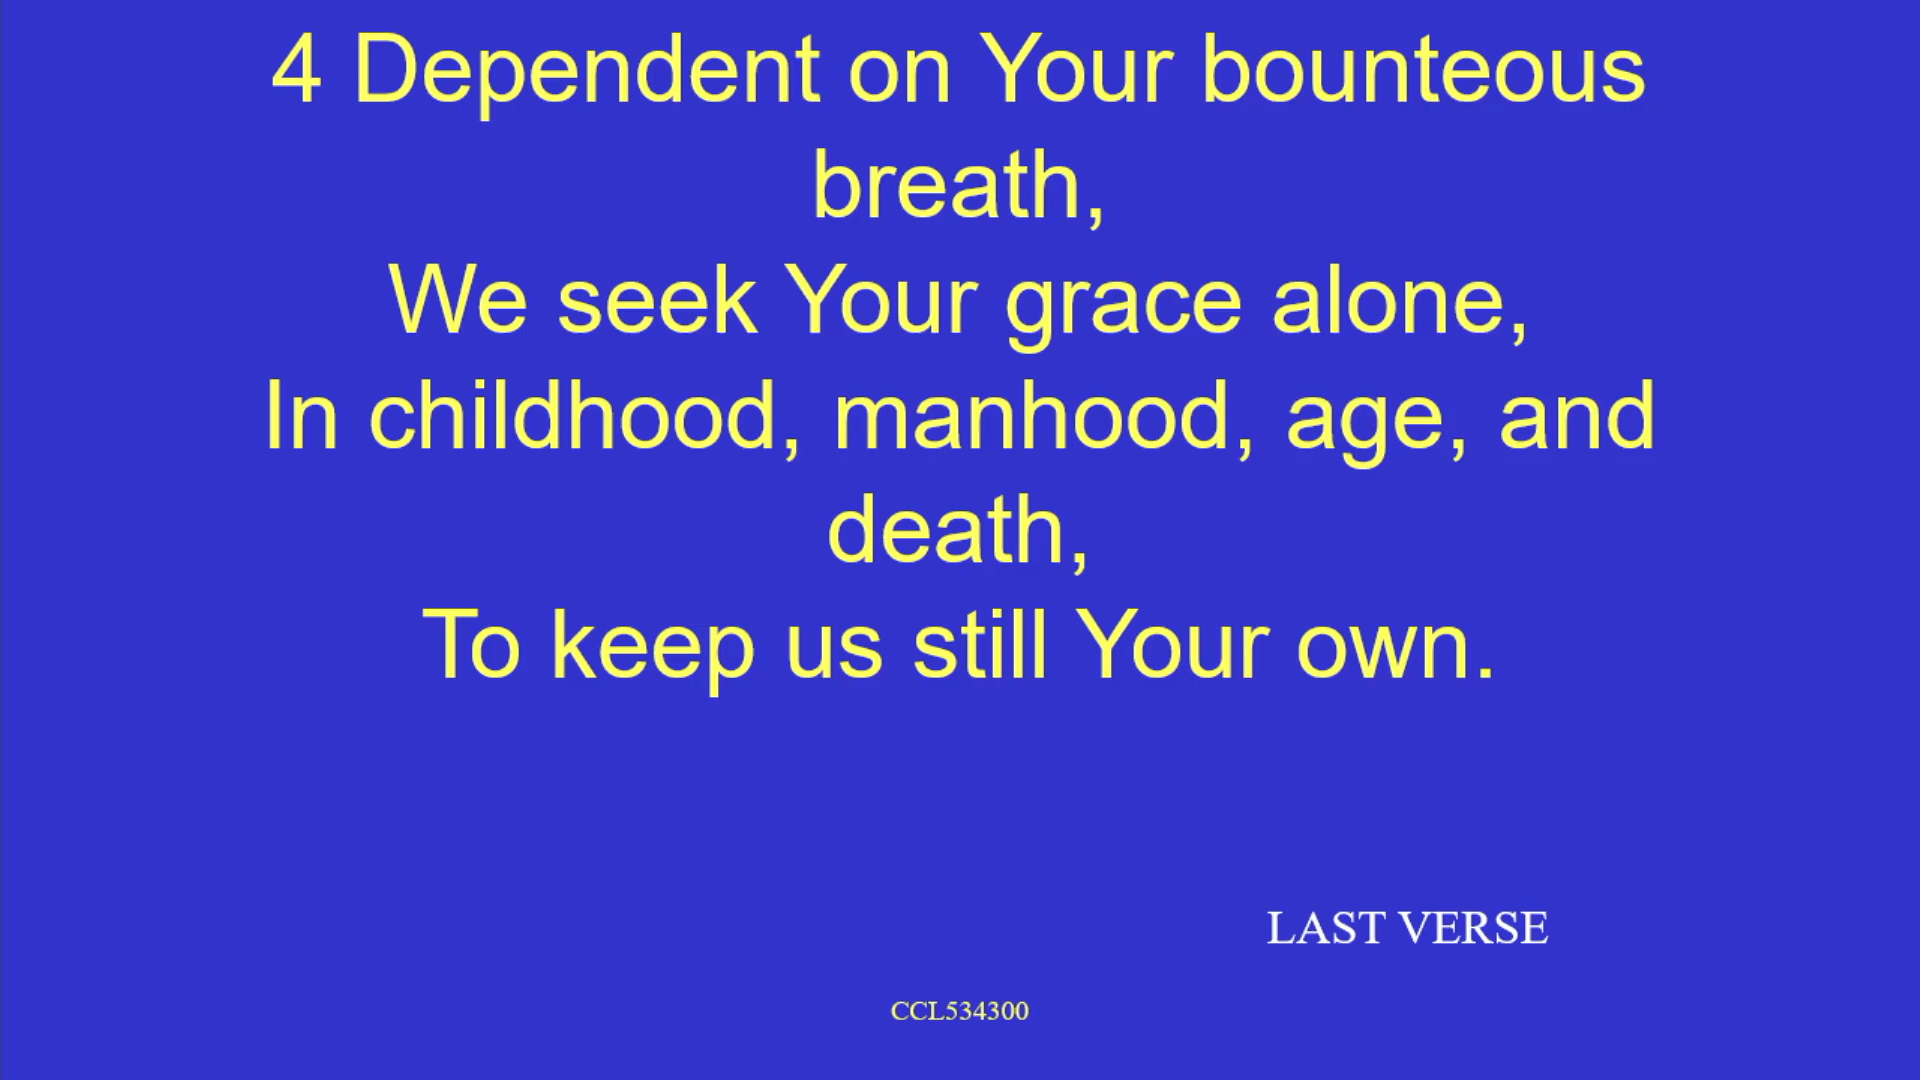 4 Dependent on Your bounteous
breath,
We seek Your grace alone,
In childhood, manhood, age, and
death,
To keep us still Your own.
LAST VERSE
CCL534300